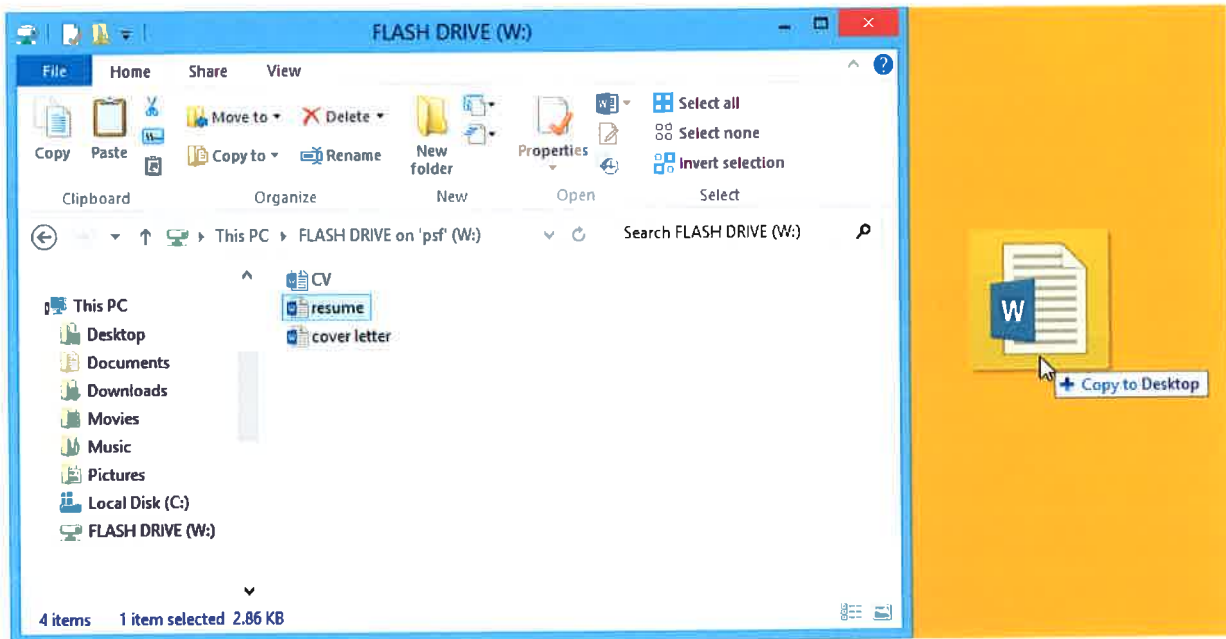 FLASH DRIVE (W:)
File Home Share View
Copy Paste Move to Copy to Delete Rename New folder Properties Select all Select none Invert selection
Clipboard Organize New Open Select
This PC FLASH DRIVE on 'psf' (W:) Search FLASH DRIVE (W:)
This PC
Desktop
Documents
Downloads
Movies
Music
Pictures
Local Disk (C:)
FLASH DRIVE (W:)
CV
resume
cover letter
4 items 1 item selected 2.86 KB
W
Copy to Desktop